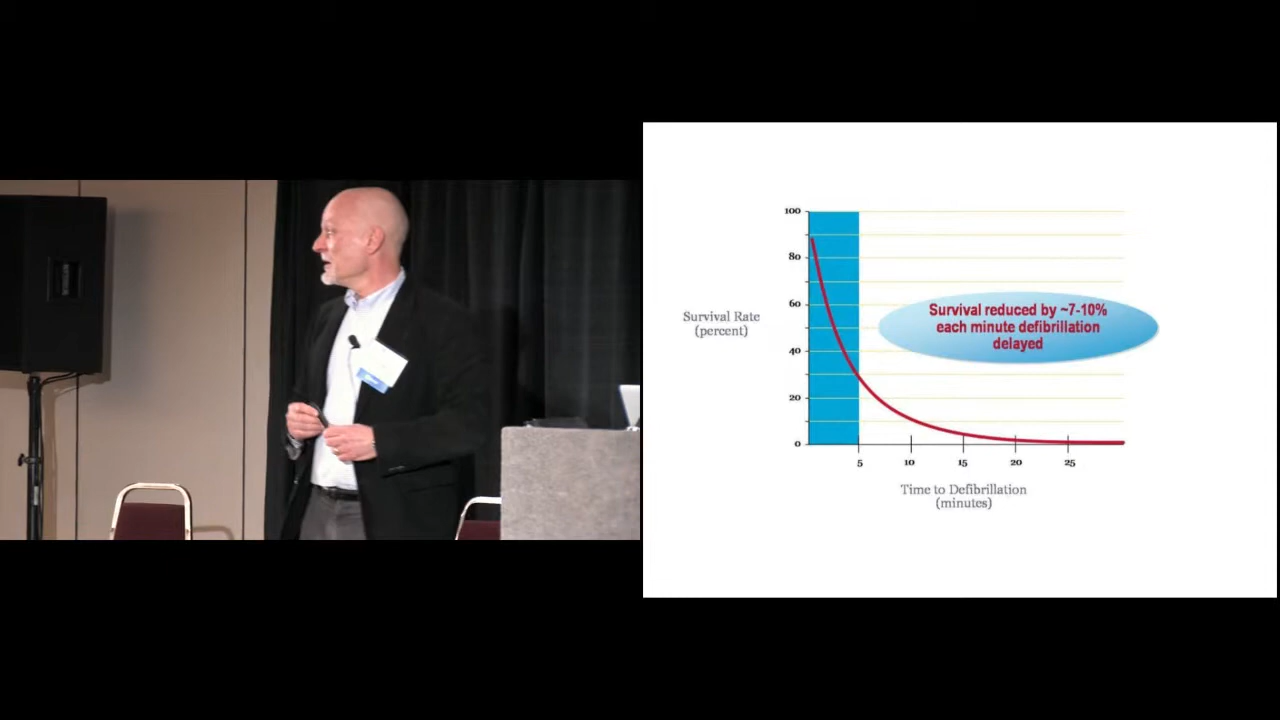 100
80
60
40
20
0
Survival Rate
(percent)
Survival reduced by ~7-10%
each minute defibrillation
delayed
5 10 15 20 25
Time to Defibrillation
(minutes)